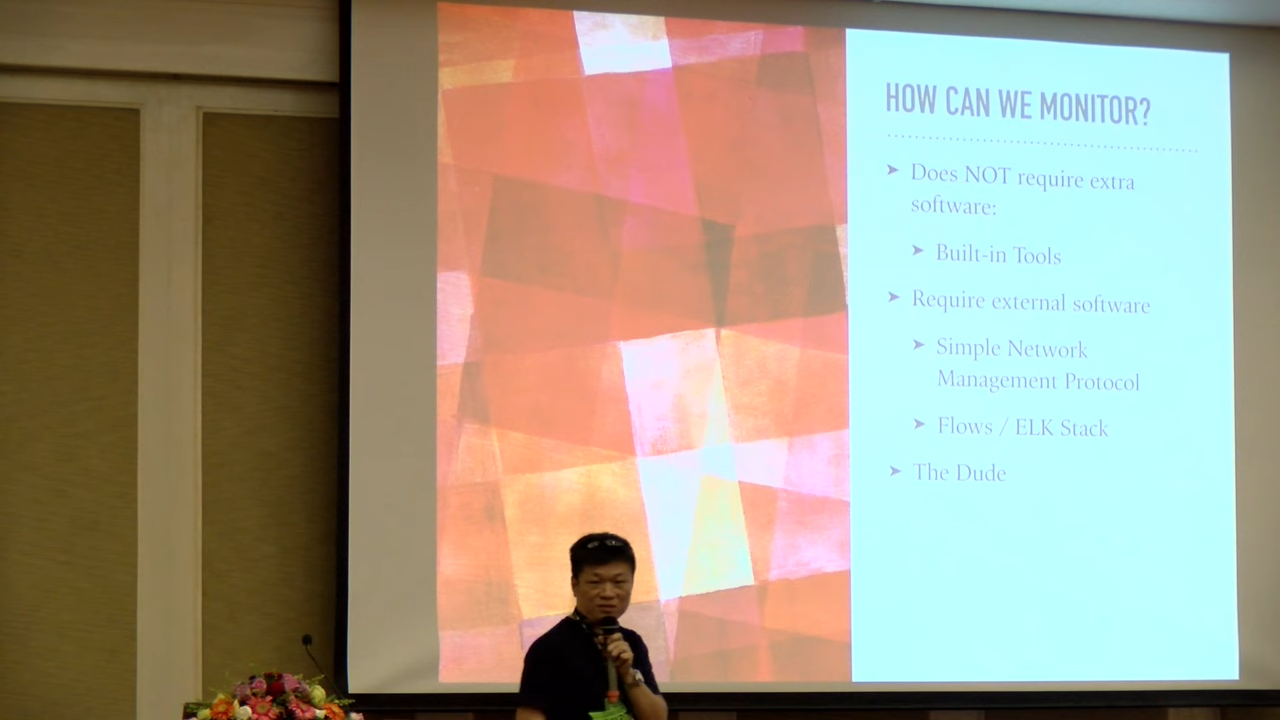 HOW CAN WE MONITOR?
➤ Does NOT require extra
software:
➤ Built-in Tools
➤ Require external software
➤ Simple Network
Management Protocol
➤ Flows / ELK Stack
➤ The Dude